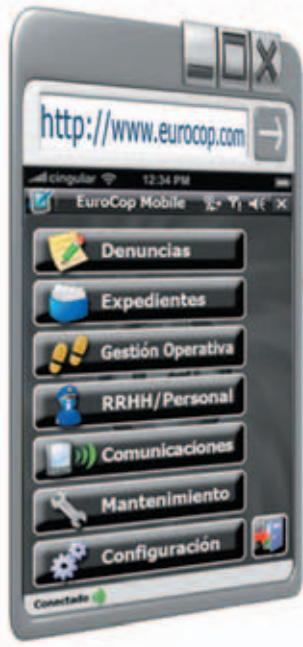 http://www.eurocop.com
cingular 12:34 PM
EuroCop Mobile
Denuncias
Expedientes
Gestión Operativa
RRHH/Personal
Comunicaciones
Mantenimiento
Configuración
Conectado